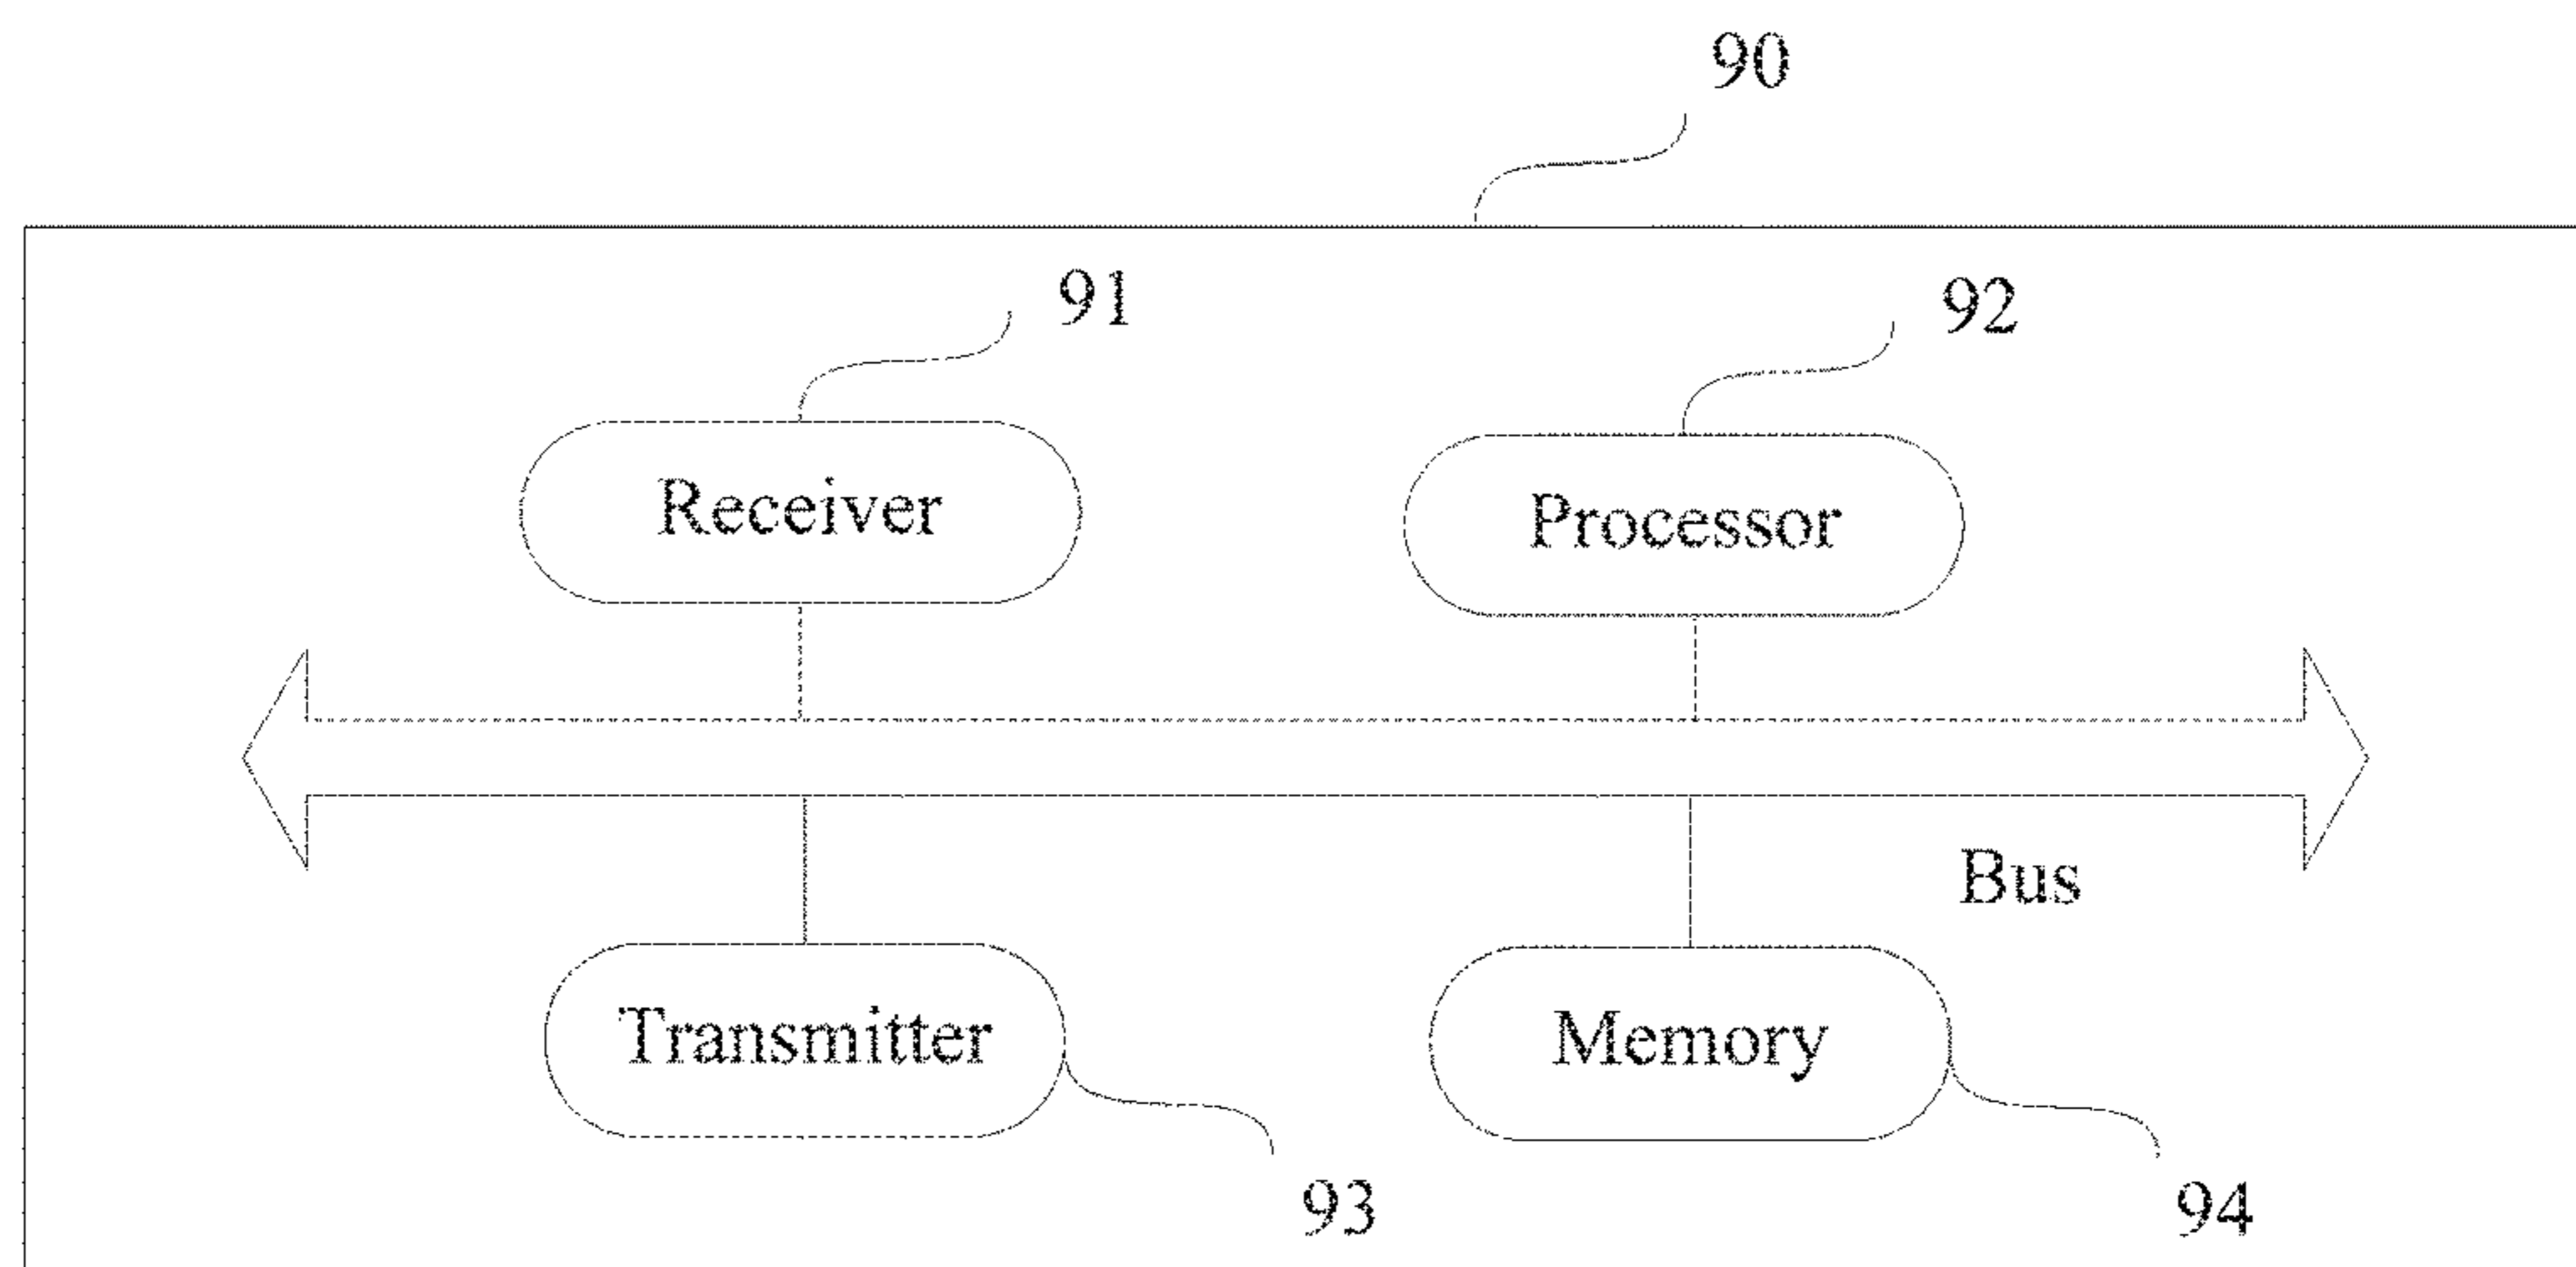 90
91
92
Receiver
Processor
Bus
Transmitter
Memory
93
94